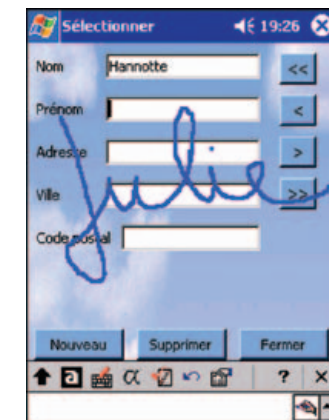 Sélectionner 19:26
Nom Hannotte <<
Prénom <
Adresse >
Ville >>
Julie
Code postal
Nouveau Supprimer Fermer
α ? ×